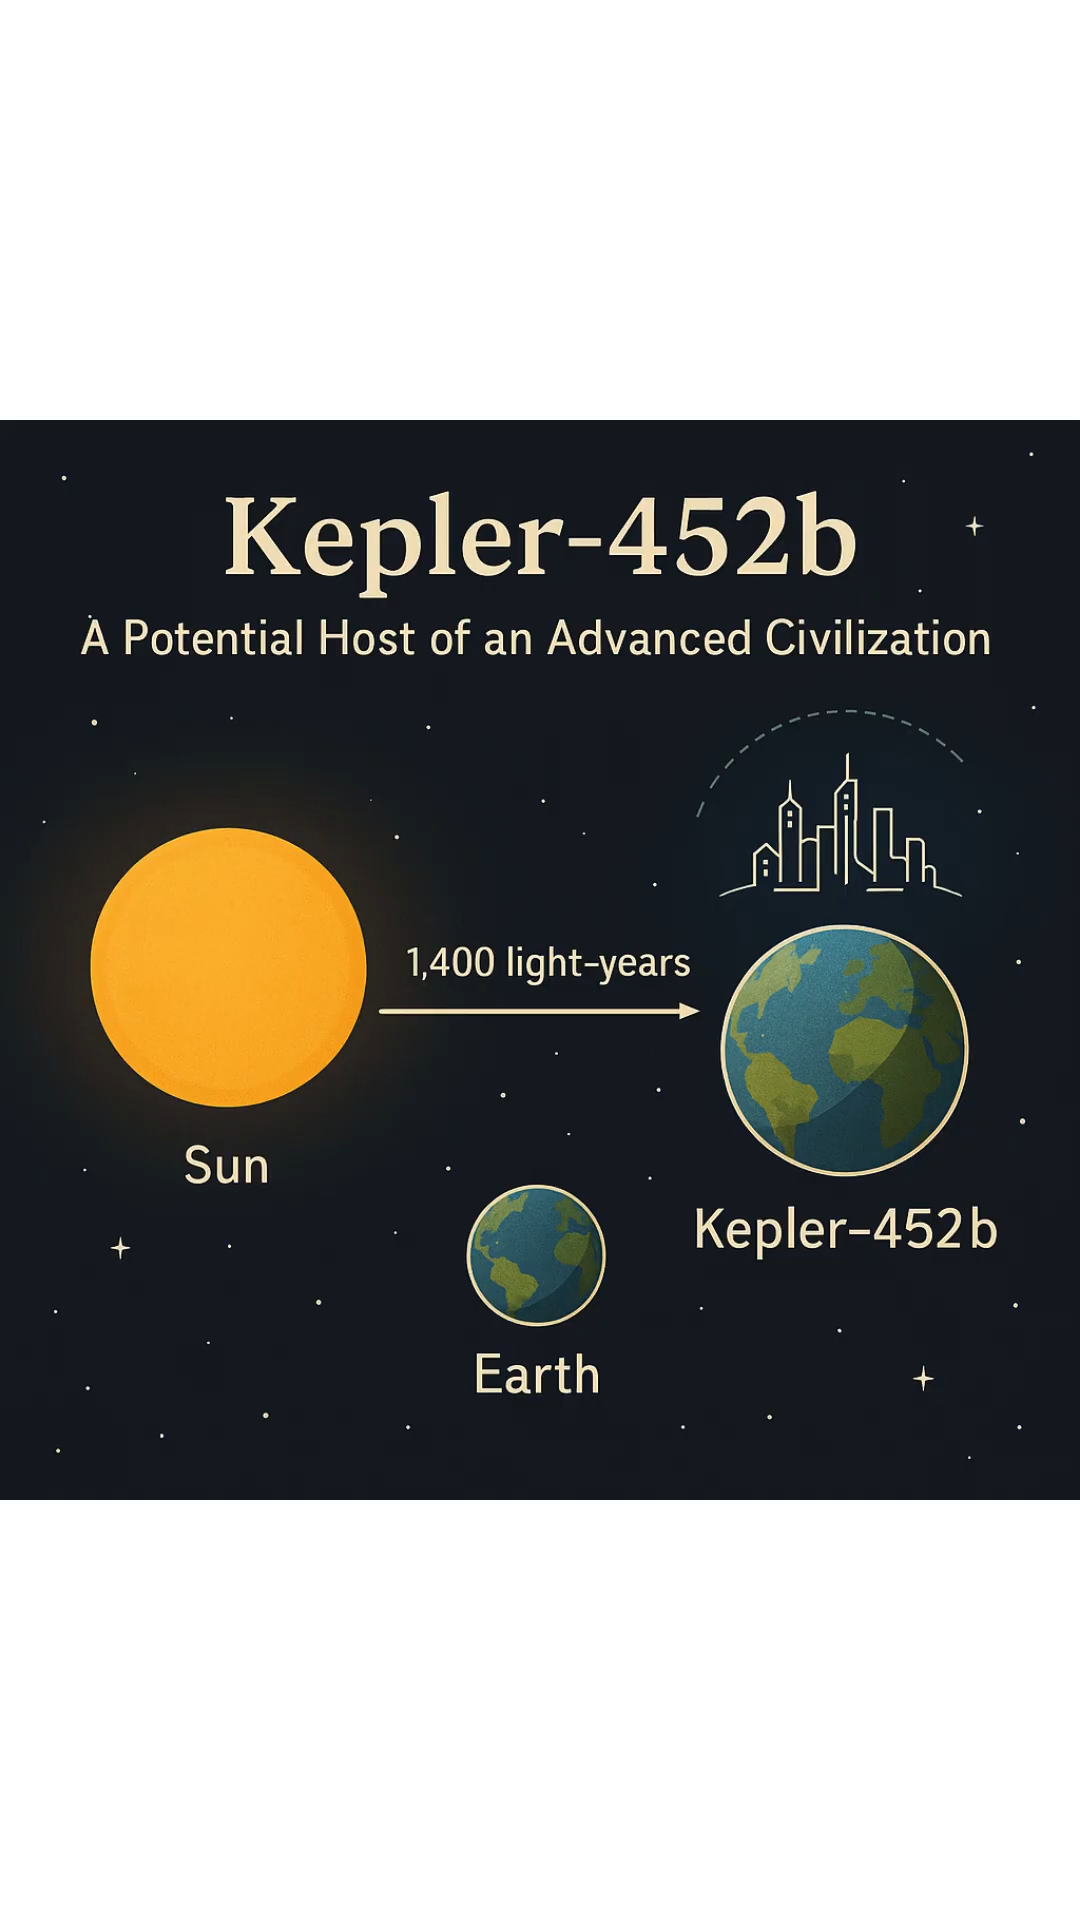 Kepler-452b
A Potential Host of an Advanced Civilization
1,400 light-years
Sun
Kepler-452b
Earth